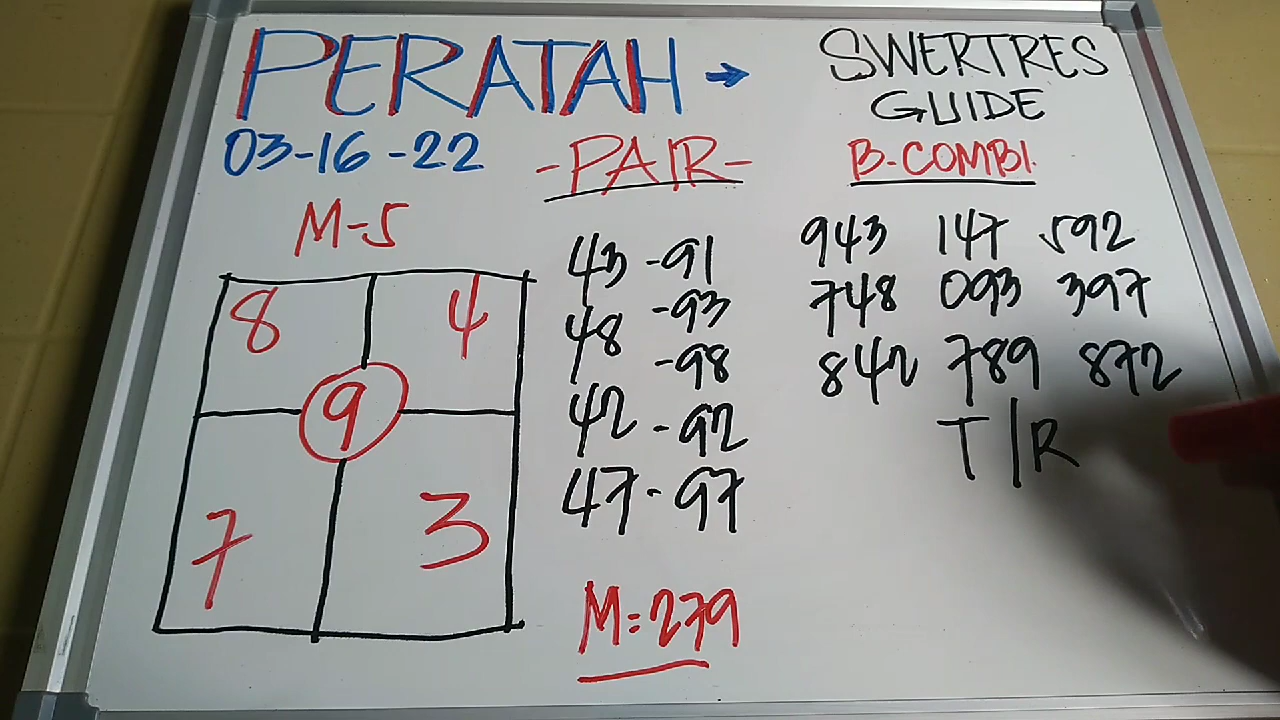 PERATAH → SWERTRES
GUIDE
03-16-22 -PAIR- B-COMBI.
M-5
8 4
9
7 3
43 - 91
48 - 93
- 98
42 - 92
47 - 97
M=279
943 147 592
748 093 397
842 789 872
T/R